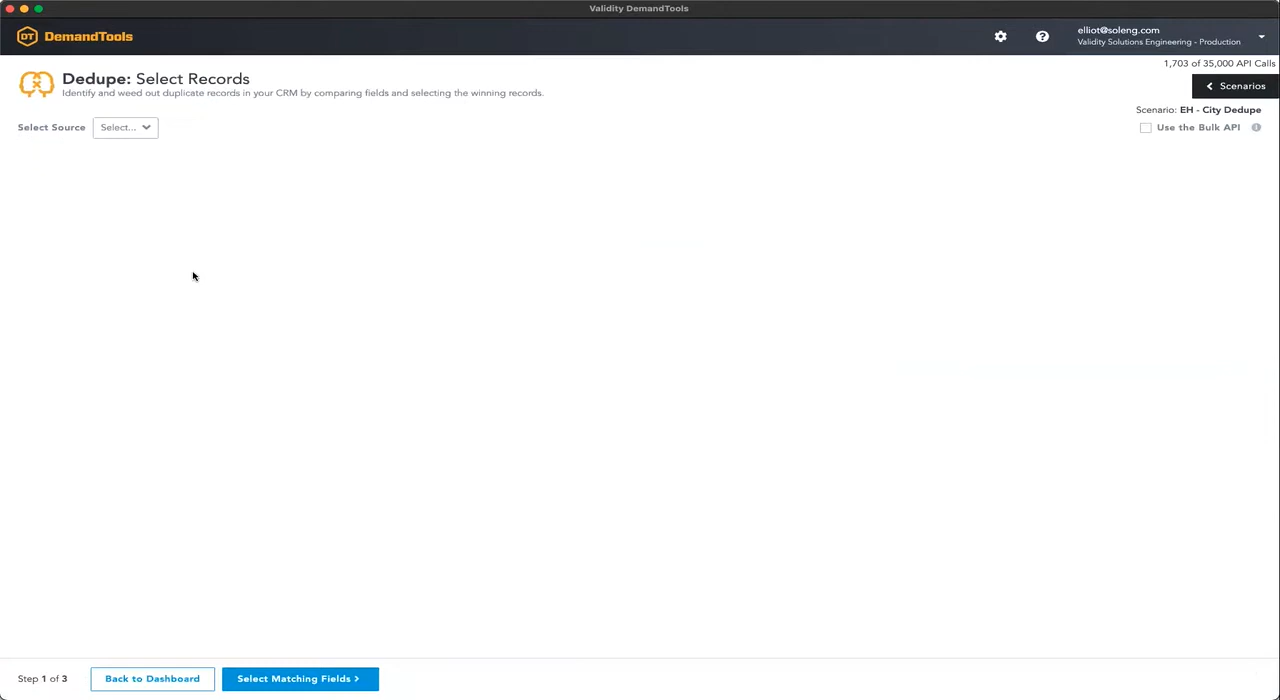 Validity DemandTools
DT DemandTools
elliot@soleng.com
Validity Solutions Engineering - Production
1,703 of 35,000 API Calls
Dedupe: Select Records
Identify and weed out duplicate records in your CRM by comparing fields and selecting the winning records.
Scenarios
Scenario: EH - City Dedupe
Select Source Select...
Use the Bulk API
Step 1 of 3 Back to Dashboard Select Matching Fields